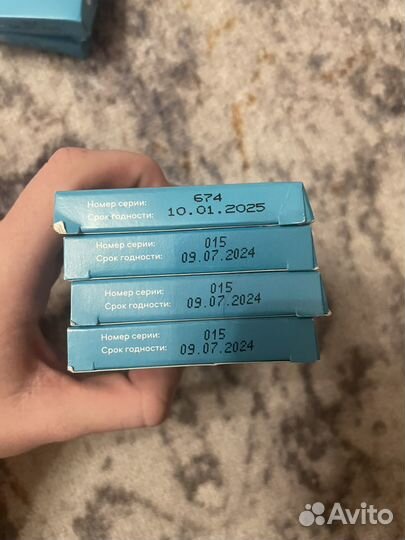 Номер серии: 674
Срок годности: 10.01.2025
Номер серии: 015
Срок годности: 09.07.2024
Номер серии: 015
Срок годности: 09.07.2024
Номер серии: 015
Срок годности: 09.07.2024
Avito